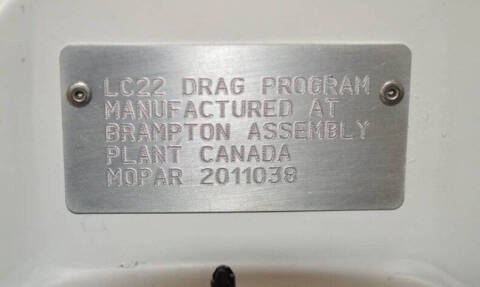 LC22 DRAG PROGRAM
MANUFACTURED AT
BRAMPTON ASSEMBLY
PLANT CANADA
MOPAR 2011038